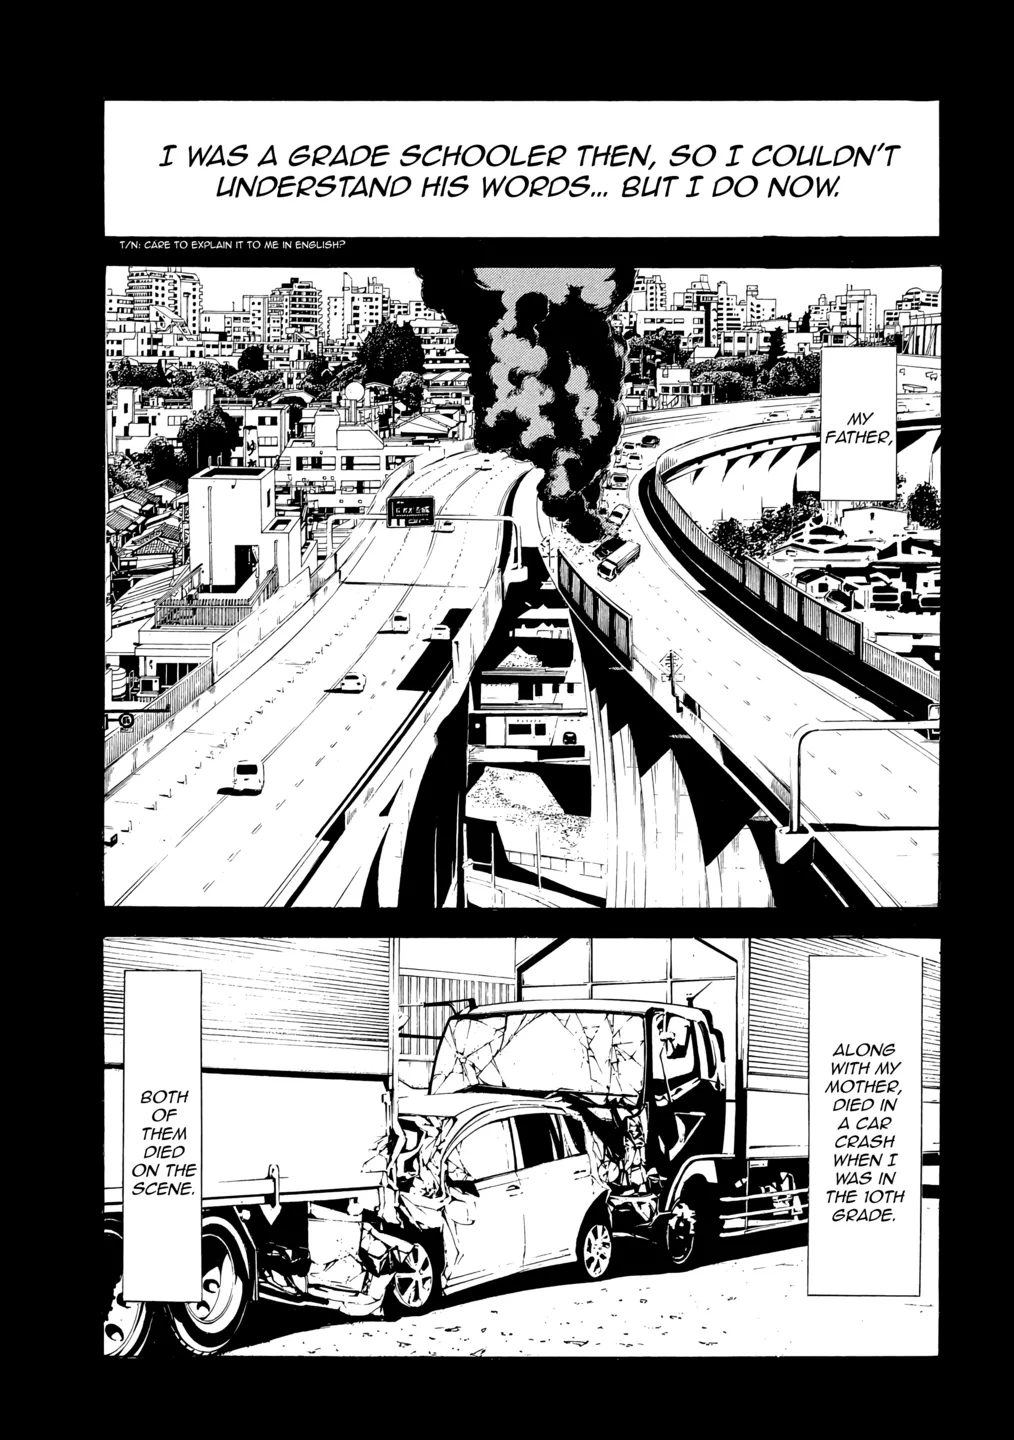 I WAS A GRADE SCHOOLER THEN, SO I COULDN'T
UNDERSTAND HIS WORDS... BUT I DO NOW.
T/N: CARE TO EXPLAIN IT TO ME IN ENGLISH?
MY
FATHER,
ALONG
WITH MY
MOTHER,
DIED IN
A CAR
CRASH
WHEN I
WAS IN
THE 10TH
GRADE.
BOTH
OF
THEM
DIED
ON THE
SCENE.